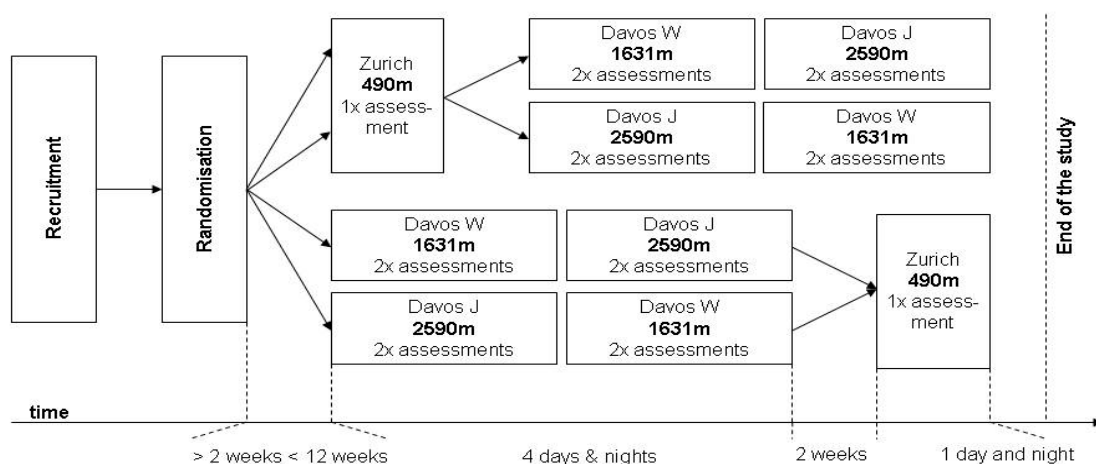 Recruitment
Randomisation
Zurich
490m
1x assess-
ment
Davos W
1631m
2x assessments
Davos J
2590m
2x assessments
Davos J
2590m
2x assessments
Davos W
1631m
2x assessments
Davos W
1631m
2x assessments
Davos J
2590m
2x assessments
Davos J
2590m
2x assessments
Davos W
1631m
2x assessments
Zurich
490m
1x assess-
ment
End of the study
time
> 2 weeks < 12 weeks
4 days & nights
2 weeks
1 day and night